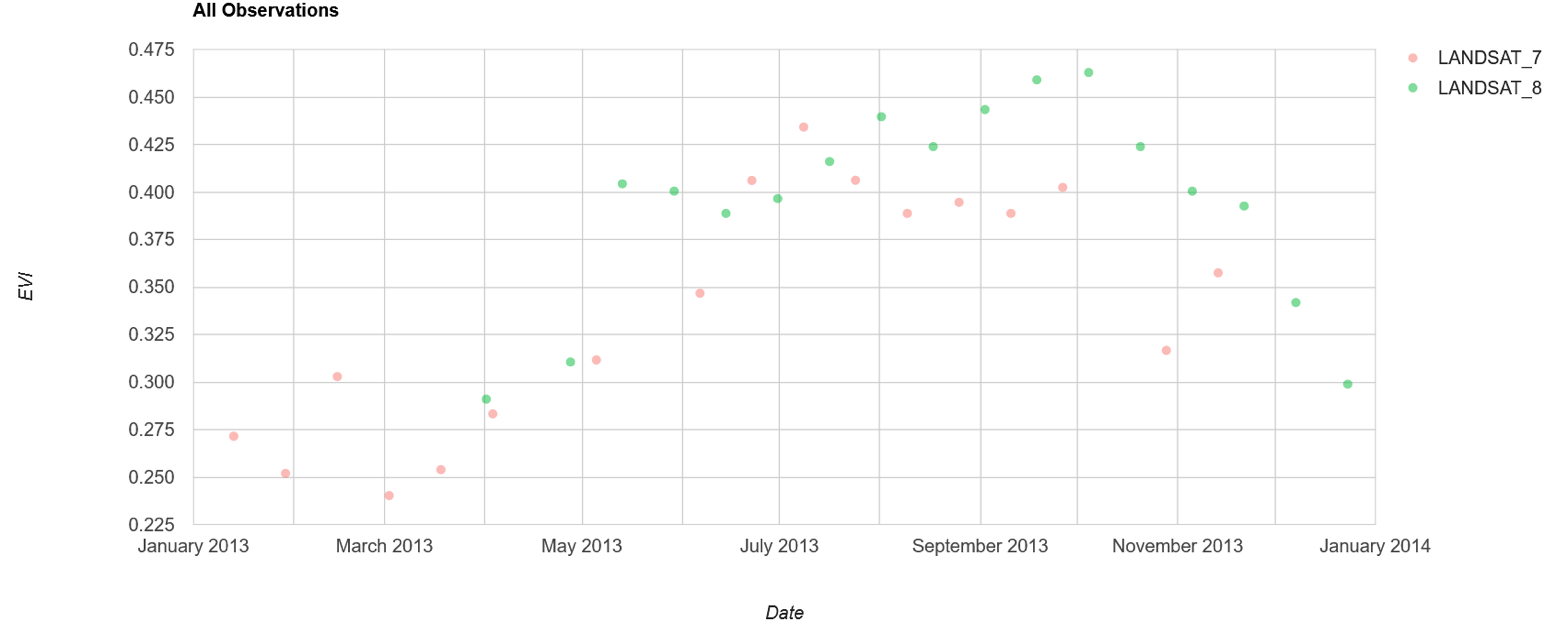 All Observations
0.475
0.450
0.425
0.400
0.375
0.350
0.325
0.300
0.275
0.250
0.225
EVI
January 2013 March 2013 May 2013 July 2013 September 2013 November 2013 January 2014
Date
LANDSAT_7
LANDSAT_8